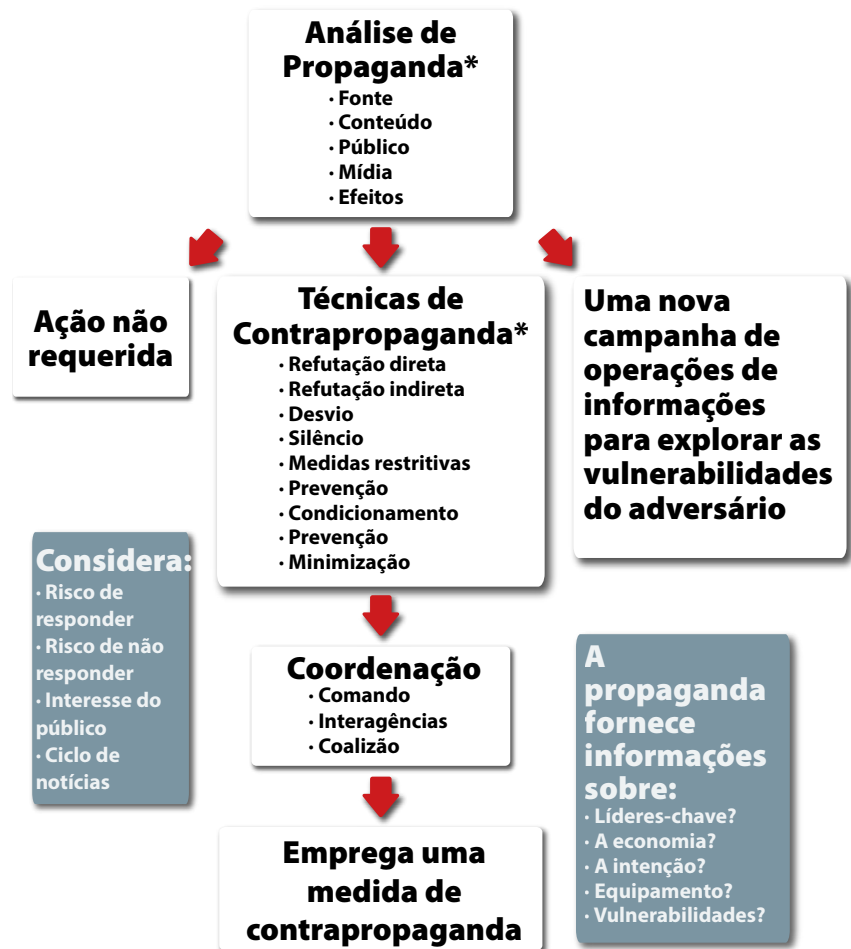 Análise de
Propaganda*
· Fonte
· Conteúdo
· Público
· Mídia
· Efeitos
Ação não
requerida
Técnicas de
Contrapropaganda*
· Refutação direta
· Refutação indireta
· Desvio
· Silêncio
· Medidas restritivas
· Prevenção
· Condicionamento
· Prevenção
· Minimização
Uma nova
campanha de
operações de
informações
para explorar as
vulnerabilidades
do adversário
Considera:
· Risco de
responder
· Risco de não
responder
· Interesse do
público
· Ciclo de
notícias
Coordenação
· Comando
· Interagências
· Coalizão
A
propaganda
fornece
informações
sobre:
· Líderes-chave?
· A economia?
· A intenção?
· Equipamento?
· Vulnerabilidades?
Emprega uma
medida de
contrapropaganda